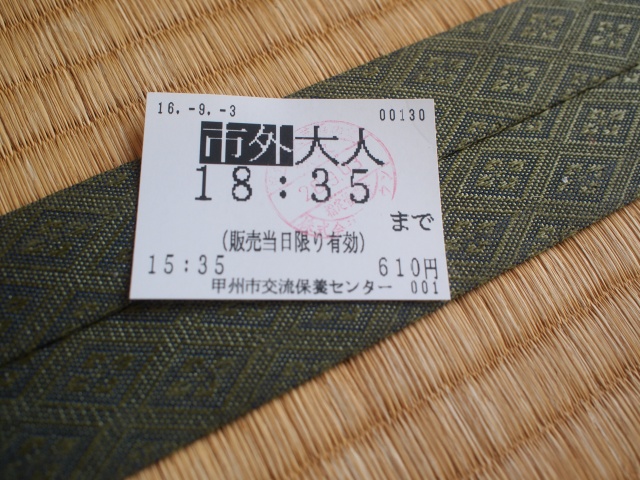 16.-9.-3 00130
市外大人
18:35
まで
(販売当日限り有効)
15:35 610円
甲州市交流保養センター 001